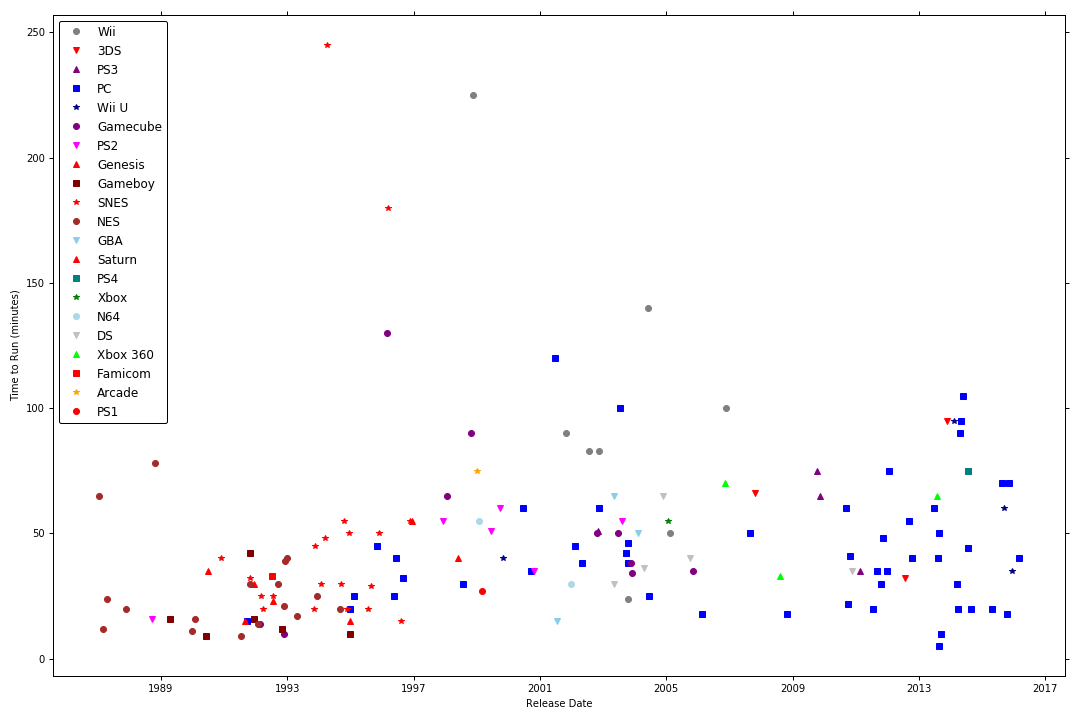 250
200
150
100
50
0
Time to Run (minutes)
Wii
3DS
PS3
PC
Wii U
Gamecube
PS2
Genesis
Gameboy
SNES
NES
GBA
Saturn
PS4
Xbox
N64
DS
Xbox 360
Famicom
Arcade
PS1
1989 1993 1997 2001 2005 2009 2013 2017
Release Date